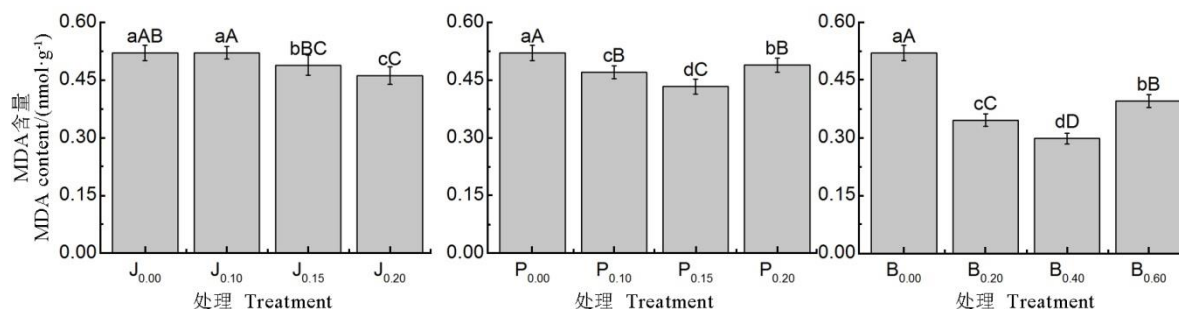 MDA含量
MDA content/(nmol·g⁻¹)
0.60
0.45
0.30
0.15
0.00
aAB
aA
bBC
cC
J0.00
J0.10
J0.15
J0.20
处理 Treatment
0.60
0.45
0.30
0.15
0.00
aA
cB
dC
bB
P0.00
P0.10
P0.15
P0.20
处理 Treatment
0.60
0.45
0.30
0.15
0.00
aA
cC
dD
bB
B0.00
B0.20
B0.40
B0.60
处理 Treatment